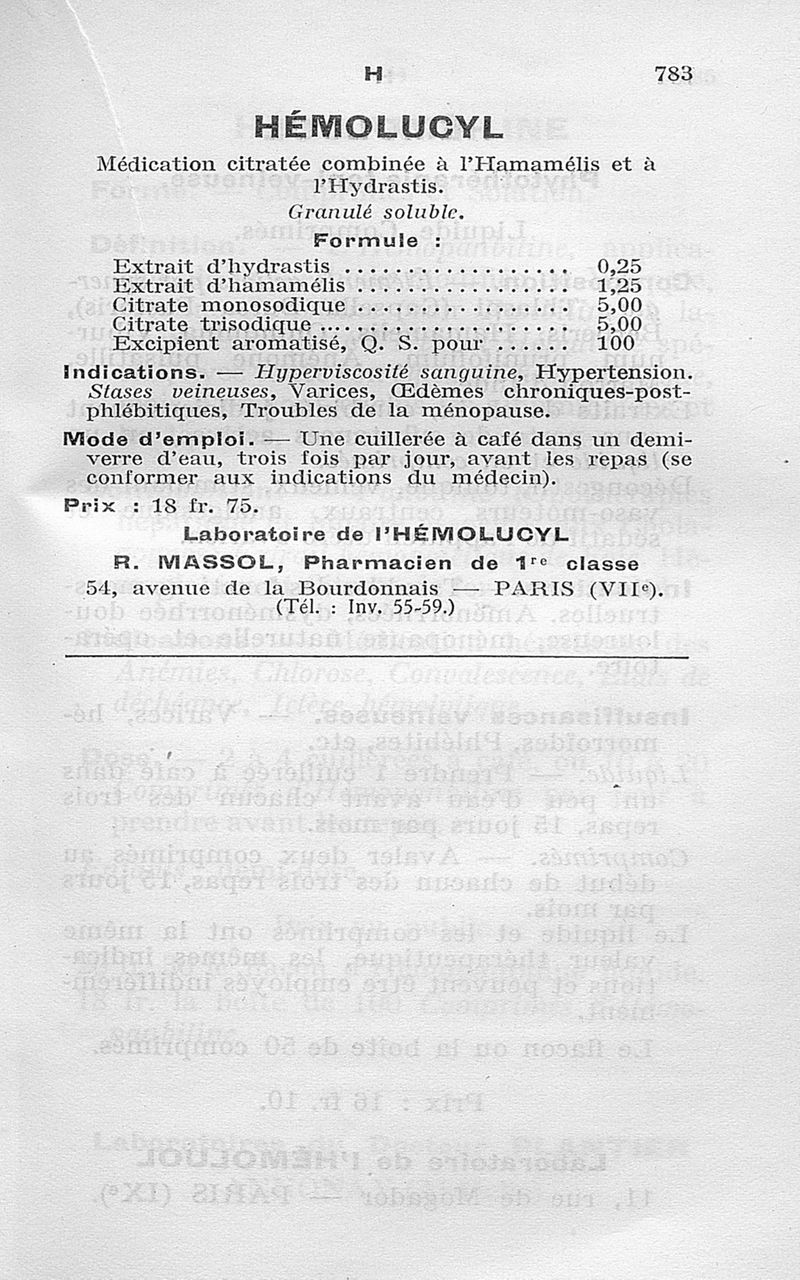 H 783
HÉMOLUCYL
Médication citratée combinée à l'Hamamélis et à
l'Hydrastis.
Granulé soluble.
Formule :
Extrait d'hydrastis .................. 0,25
Extrait d'hamamélis .................. 1,25
Citrate monosodique .................. 5,00
Citrate trisodique .................... 5,00
Excipient aromatisé, Q. S. pour ...... 100
Indications. — Hyperviscosité sanguine, Hypertension.
Stases veineuses, Varices, Œdèmes chroniques-post-
phlébitiques, Troubles de la ménopause.
Mode d'emploi. — Une cuillerée à café dans un demi-
verre d'eau, trois fois par jour, avant les repas (se
conformer aux indications du médecin).
Prix : 18 fr. 75.
Laboratoire de l'HÉMOLUCYL
R. MASSOL, Pharmacien de 1re classe
54, avenue de la Bourdonnais — PARIS (VIIe).
(Tél. : Inv. 55-59.)